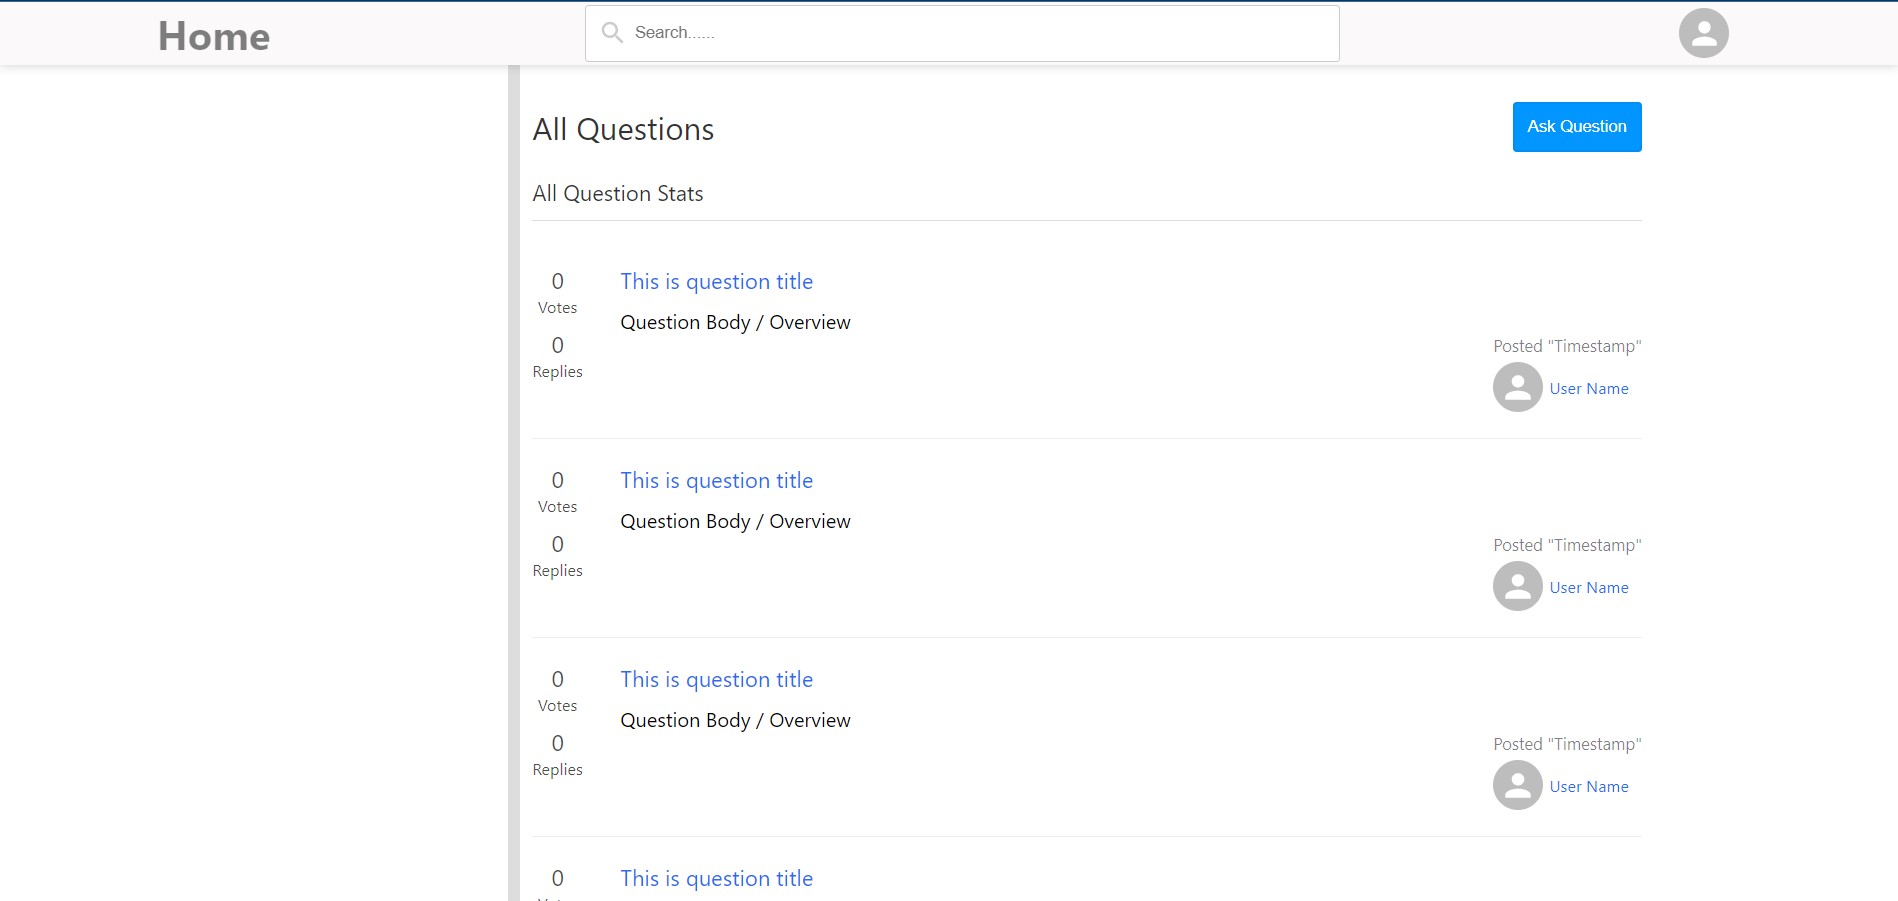 Home
Search......
All Questions
Ask Question
All Question Stats
0
Votes
0
Replies
This is question title
Question Body / Overview
Posted "Timestamp"
User Name
0
Votes
0
Replies
This is question title
Question Body / Overview
Posted "Timestamp"
User Name
0
Votes
0
Replies
This is question title
Question Body / Overview
Posted "Timestamp"
User Name
0
This is question title